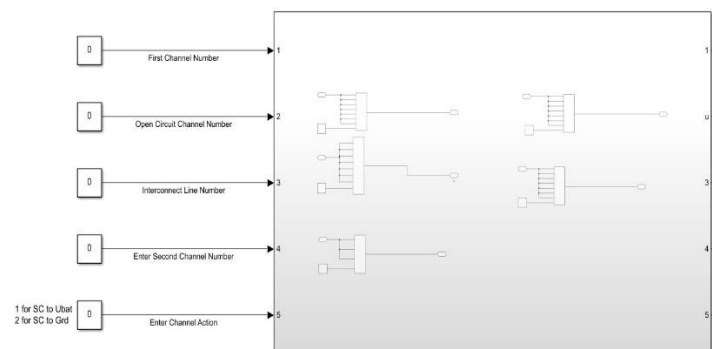 0
First Channel Number
1
1
0
Open Circuit Channel Number
2
u
0
Interconnect Line Number
3
3
0
Enter Second Channel Number
4
4
1 for SC to Ubat
2 for SC to Grd
0
Enter Channel Action
5
5